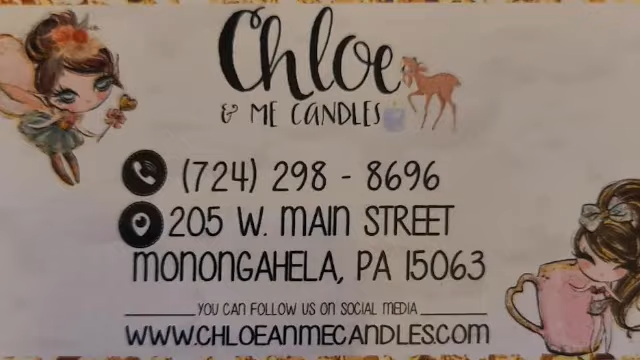 Chloe
& ME CANDLES
(724) 298 - 8696
205 W. MAIN STREET
MONONGAHELA, PA 15063
YOU CAN FOLLOW US ON SOCIAL MEDIA
WWW.CHLOEANMECANDLES.COM